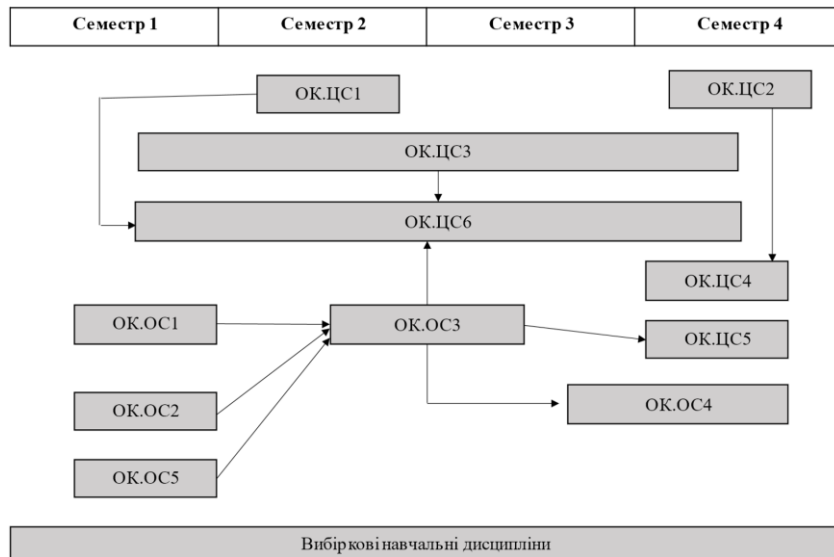 Семестр 1 Семестр 2 Семестр 3 Семестр 4
ОК.ЦС1 ОК.ЦС2
ОК.ЦС3
ОК.ЦС6
ОК.ЦС4
ОК.ОС1 ОК.ОС3 ОК.ЦС5
ОК.ОС2 ОК.ОС4
ОК.ОС5
Вибіркові навчальні дисципліни